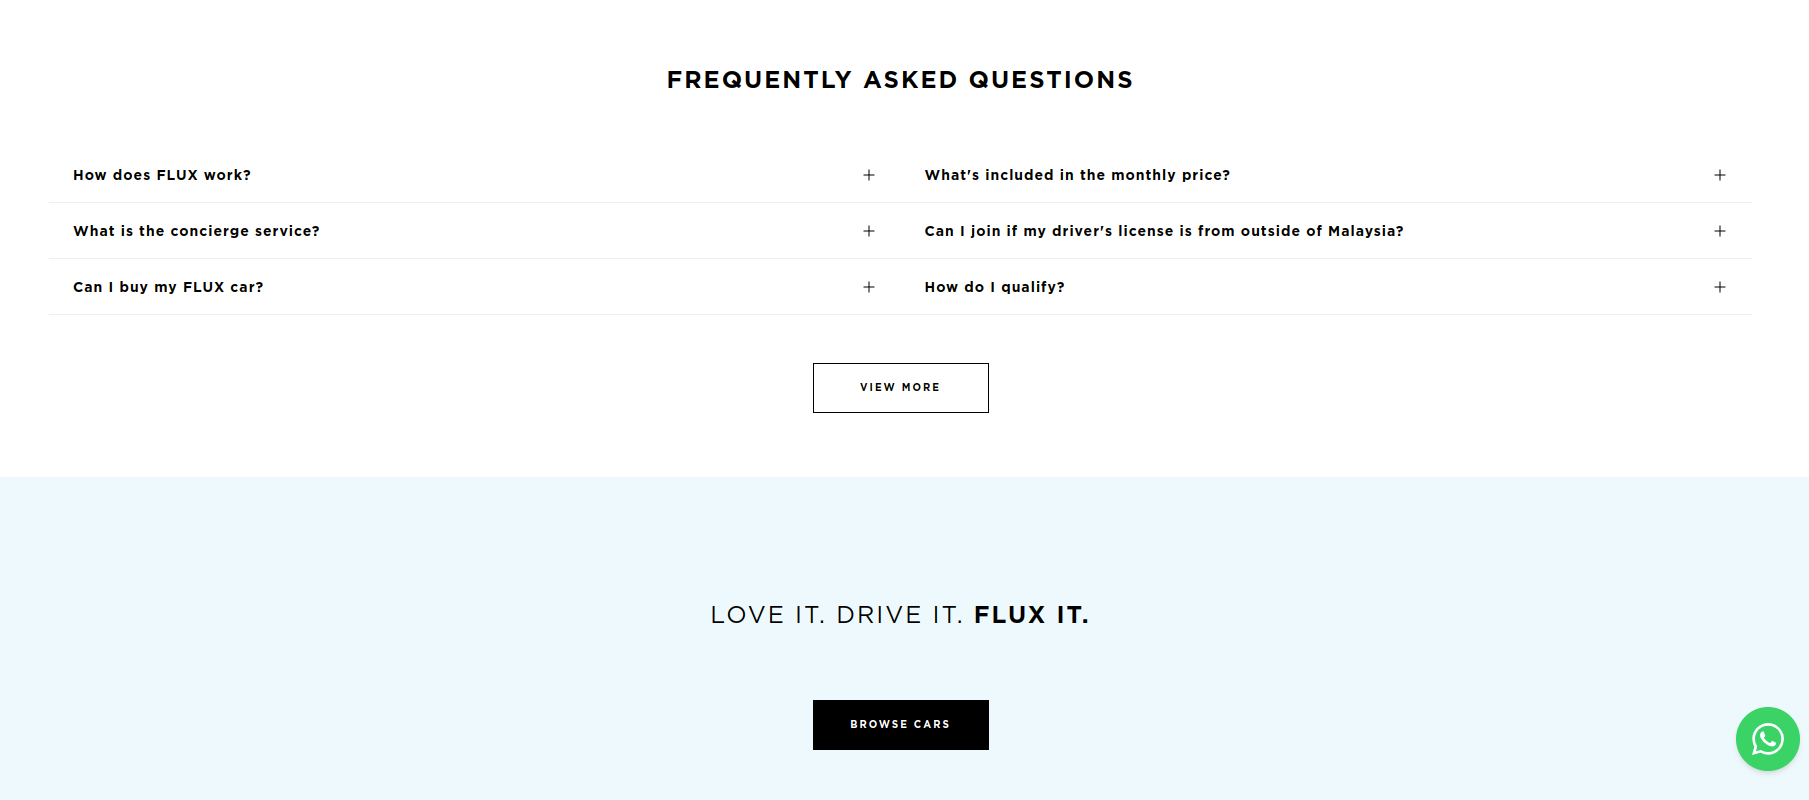 FREQUENTLY ASKED QUESTIONS
How does FLUX work?
What's included in the monthly price?
What is the concierge service?
Can I join if my driver's license is from outside of Malaysia?
Can I buy my FLUX car?
How do I qualify?
VIEW MORE
LOVE IT. DRIVE IT. FLUX IT.
BROWSE CARS